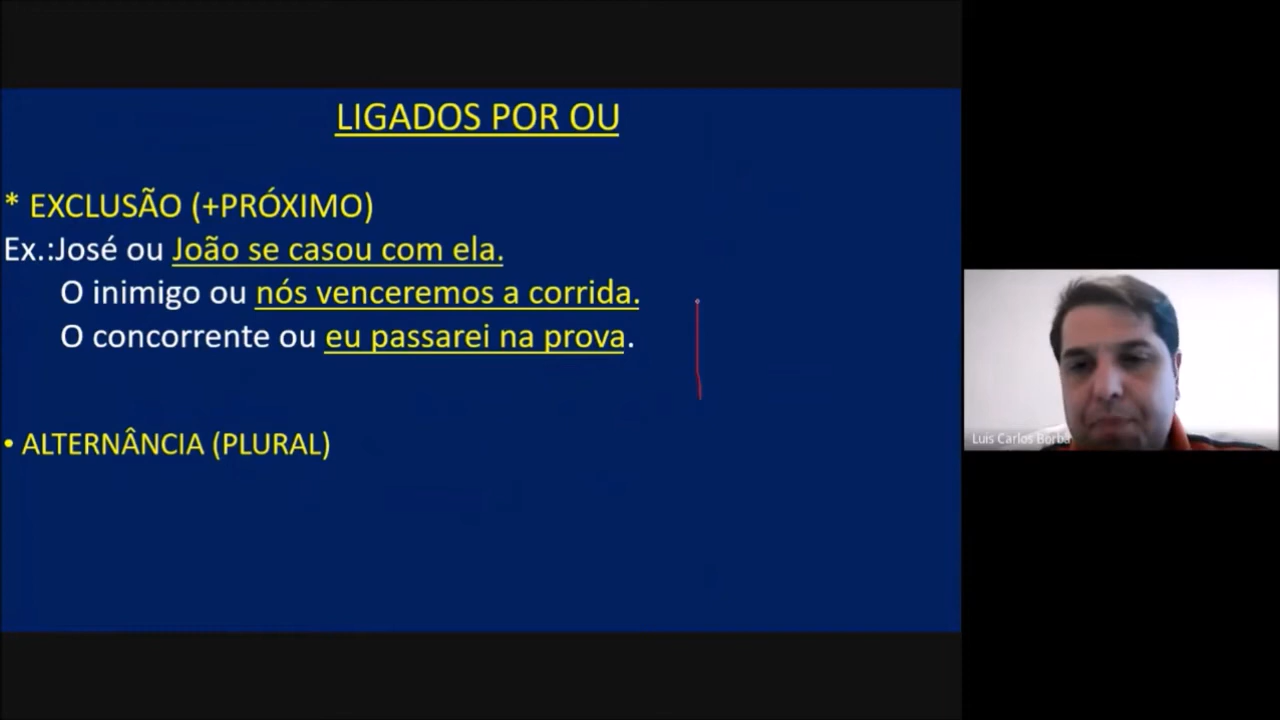 LIGADOS POR OU
* EXCLUSÃO (+PRÓXIMO)
Ex.:José ou João se casou com ela.
O inimigo ou nós venceremos a corrida.
O concorrente ou eu passarei na prova.
• ALTERNÂNCIA (PLURAL)
Luis Carlos Borba